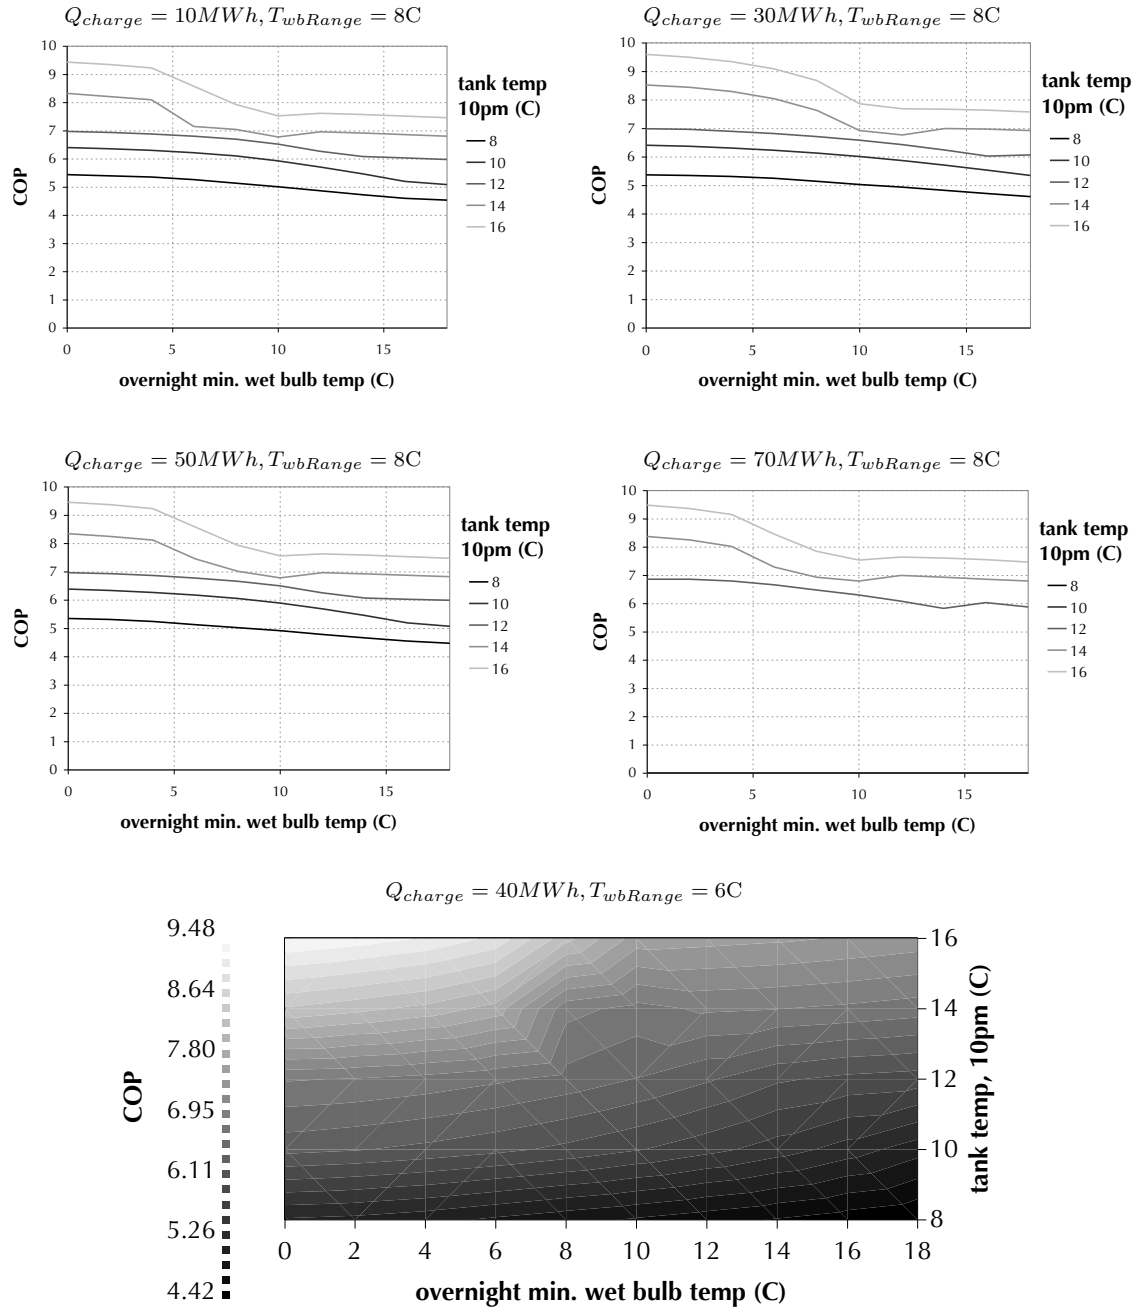 Q_charge = 10MWh, T_wbRange = 8C
10
9
8
7
6
5
4
3
2
1
0
COP
0 5 10 15
overnight min. wet bulb temp (C)
tank temp
10pm (C)
8
10
12
14
16
Q_charge = 30MWh, T_wbRange = 8C
10
9
8
7
6
5
4
3
2
1
0
COP
0 5 10 15
overnight min. wet bulb temp (C)
tank temp
10pm (C)
8
10
12
14
16
Q_charge = 50MWh, T_wbRange = 8C
10
9
8
7
6
5
4
3
2
1
0
COP
0 5 10 15
overnight min. wet bulb temp (C)
tank temp
10pm (C)
8
10
12
14
16
Q_charge = 70MWh, T_wbRange = 8C
10
9
8
7
6
5
4
3
2
1
0
COP
0 5 10 15
overnight min. wet bulb temp (C)
tank temp
10pm (C)
8
10
12
14
16
Q_charge = 40MWh, T_wbRange = 6C
COP
9.48
8.64
7.80
6.95
6.11
5.26
4.42
16
14
12
10
8
tank temp, 10pm (C)
0 2 4 6 8 10 12 14 16 18
overnight min. wet bulb temp (C)